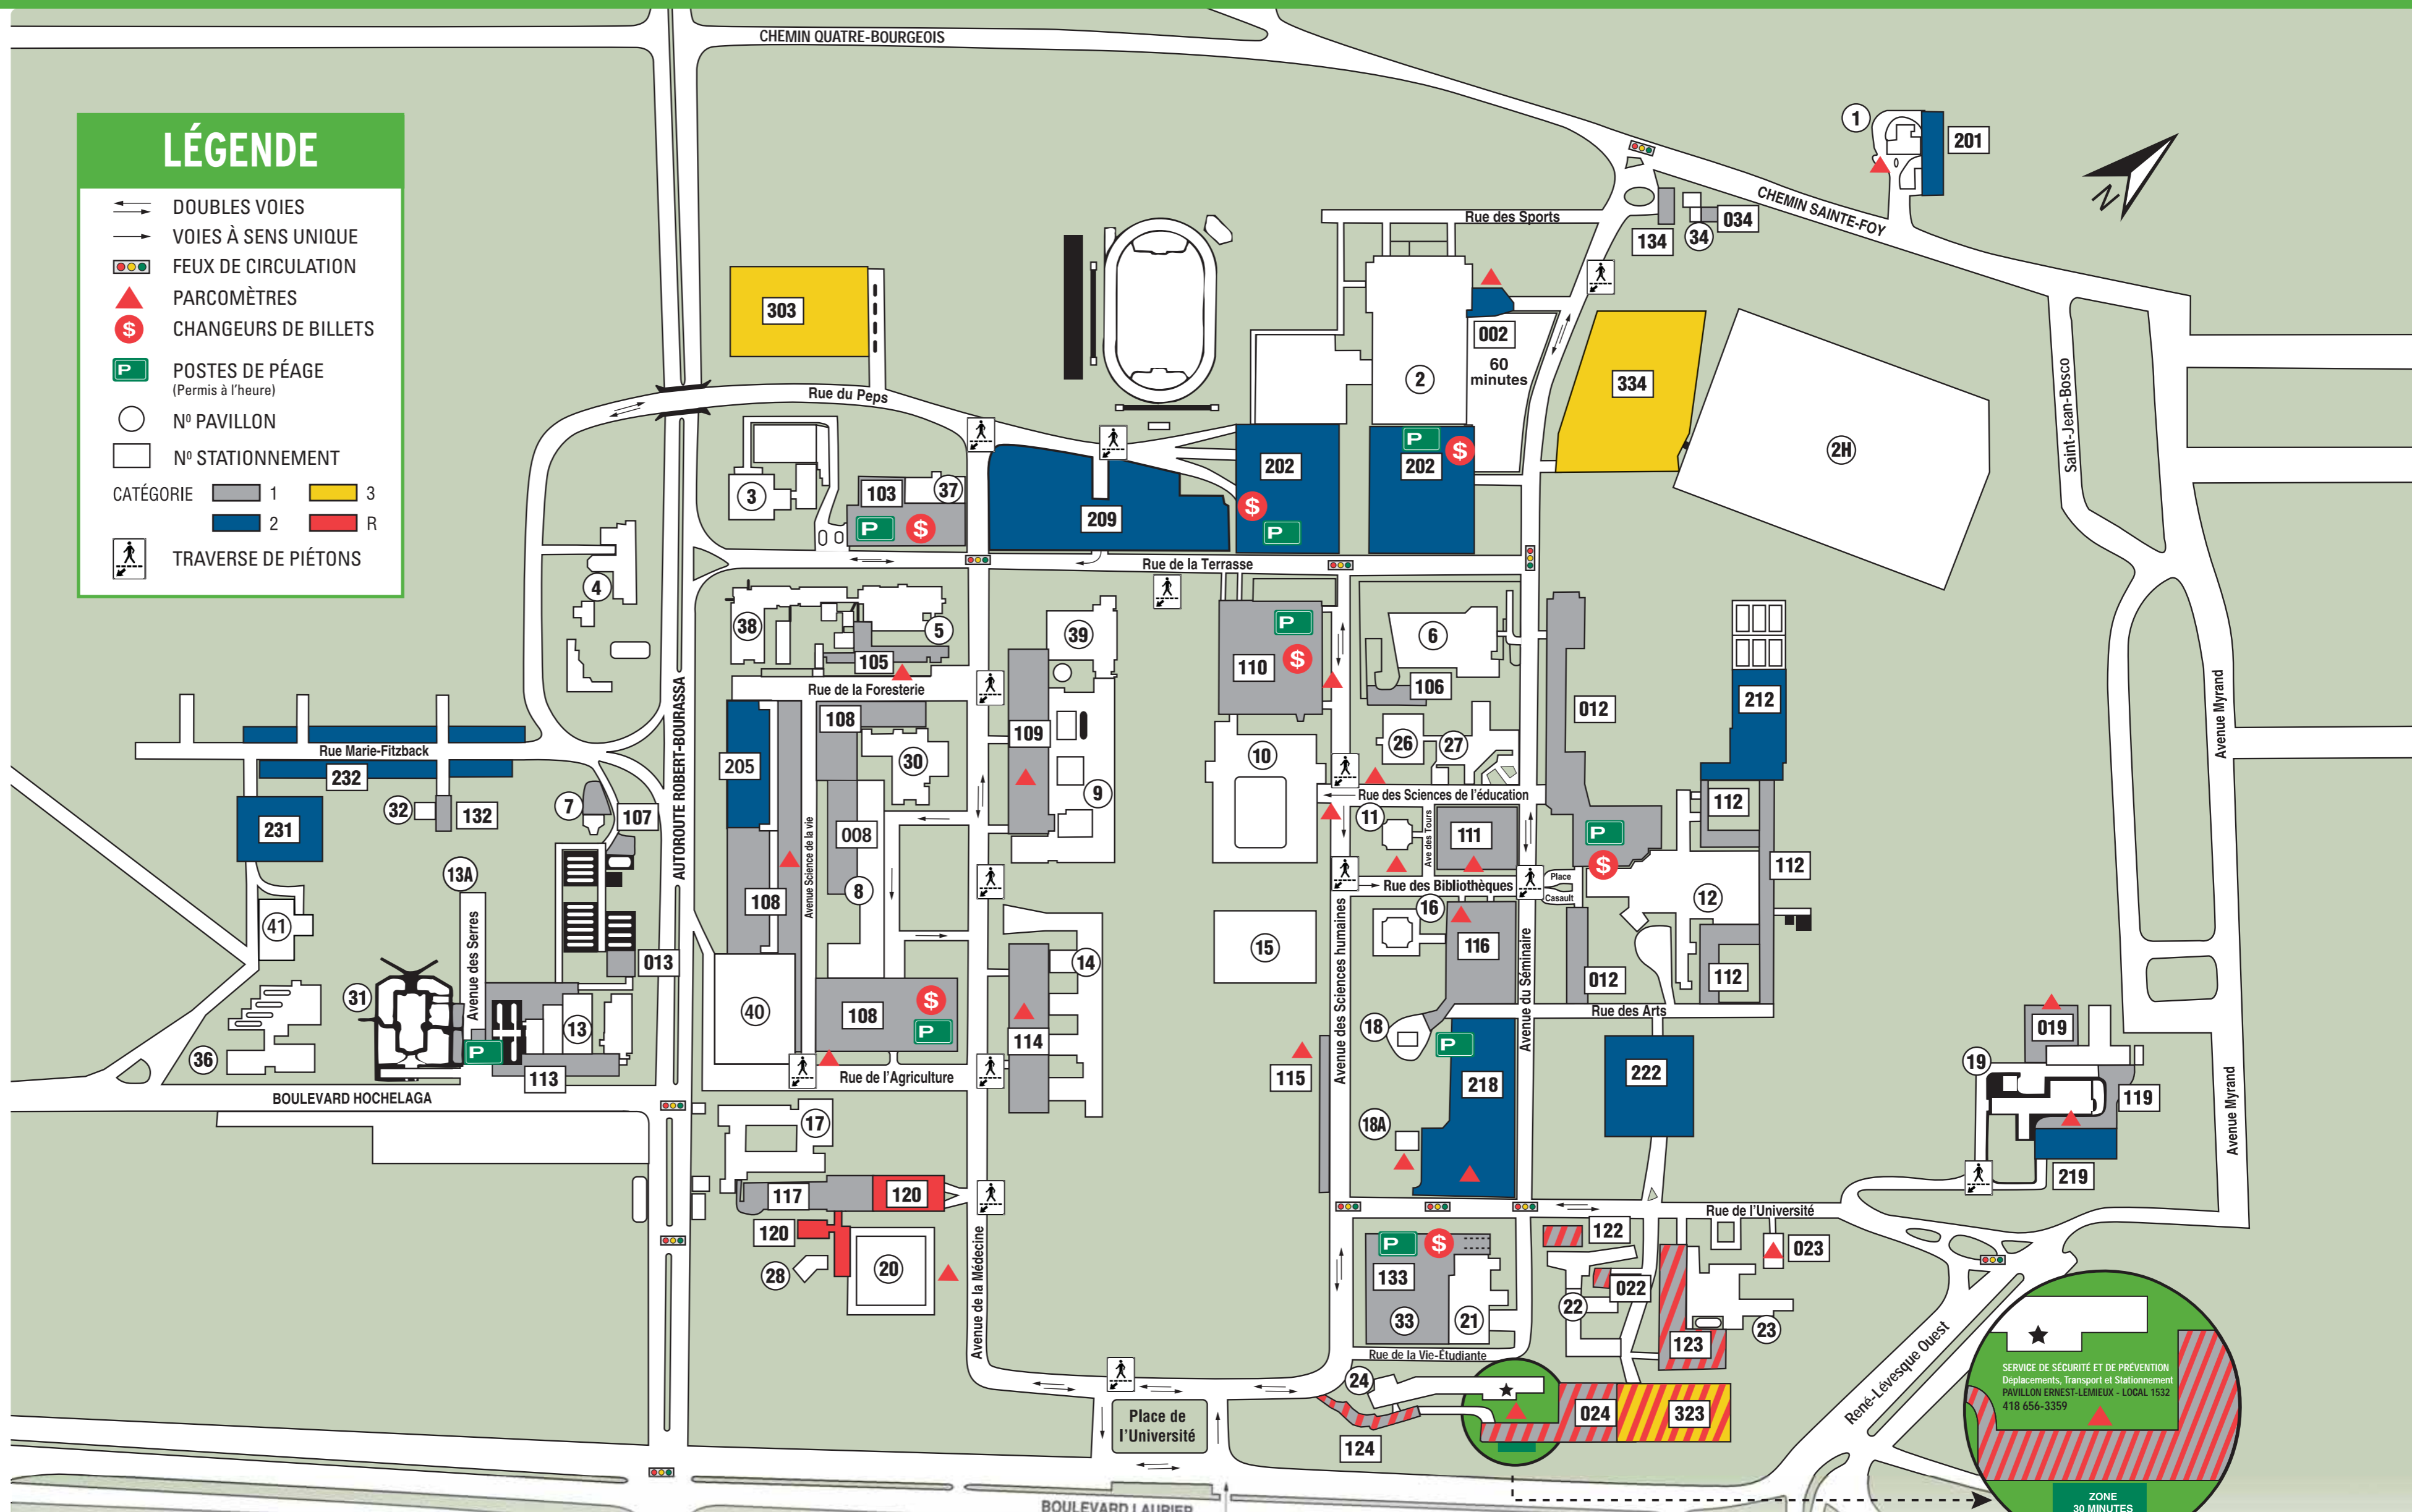 CHEMIN QUATRE-BOURGEOIS
LÉGENDE
DOUBLES VOIES
VOIES À SENS UNIQUE
FEUX DE CIRCULATION
PARCOMÈTRES
$
CHANGEURS DE BILLETS
P
POSTES DE PÉAGE
(Permis à l'heure)
Nº PAVILLON
Nº STATIONNEMENT
CATÉGORIE
1
3
2
R
TRAVERSE DE PIÉTONS
1
201
N
CHEMIN SAINTE-FOY
Rue des Sports
134
34
034
303
002
60
minutes
2
334
2H
Saint-Jean-Bosco
Rue du Peps
3
103
37
P
$
209
202
$
P
P
$
202
Rue de la Terrasse
4
38
5
105
39
110
P
$
6
106
012
212
Avenue Myrand
Rue de la Foresterie
AUTOROUTE ROBERT-BOURASSA
108
109
205
30
10
26
27
Rue Marie-Fitzback
232
231
32
132
7
107
Rue des Sciences de l'éducation
9
11
Ave des Tours
111
P
$
112
112
008
8
Avenue Science de la vie
108
13A
Rue des Bibliothèques
Place
Casault
12
41
Avenue des Serres
013
16
116
15
Avenue des Sciences humaines
Avenue du Séminaire
012
112
14
31
13
P
113
36
40
108
$
P
114
18
Rue des Arts
P
218
222
115
18A
019
19
119
219
Avenue Myrand
Rue de l'Agriculture
BOULEVARD HOCHELAGA
17
117
120
120
28
20
Avenue de la Médecine
Rue de l'Université
122
023
P
$
133
33
21
022
22
123
23
Rue de la Vie-Étudiante
24
124
024
323
René-Lévesque Ouest
Place de
l'Université
SERVICE DE SÉCURITÉ ET DE PRÉVENTION
Déplacements, Transport et Stationnement
PAVILLON ERNEST-LEMIEUX - LOCAL 1532
418 656-3359
ZONE
30 MINUTES
BOULEVARD LAURIER